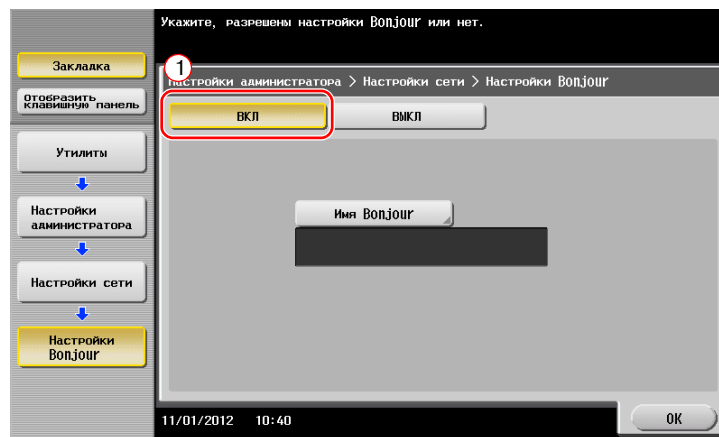 Укажите, разрешены настройки Bonjour или нет.
Закладка
1
Настройки администратора > Настройки сети > Настройки Bonjour
Отобразить
клавишную панель
ВКЛ
ВЫКЛ
Утилиты
Имя Bonjour
Настройки
администратора
Настройки сети
Настройки
Bonjour
11/01/2012 10:40
OK